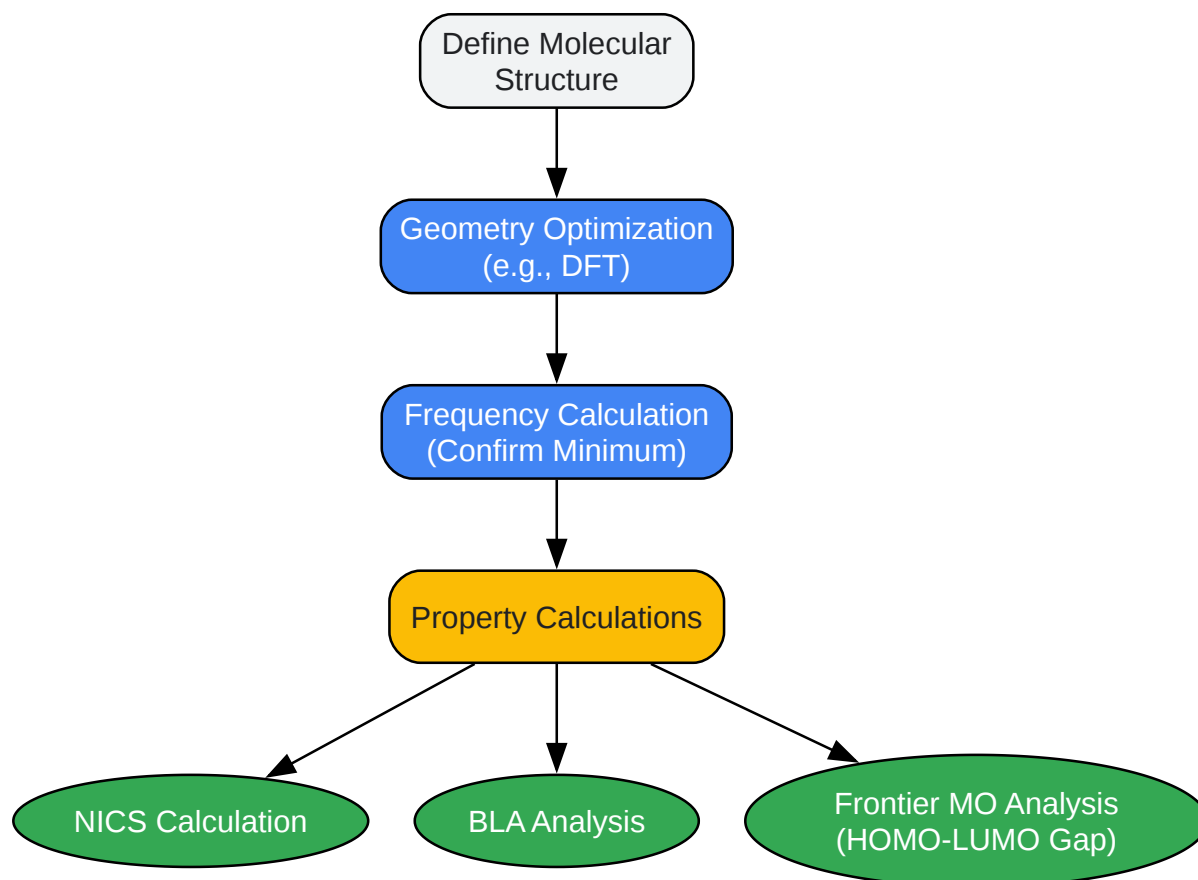 Define Molecular
Structure
Geometry Optimization
(e.g., DFT)
Frequency Calculation
(Confirm Minimum)
Property Calculations
NICS Calculation
BLA Analysis
Frontier MO Analysis
(HOMO-LUMO Gap)